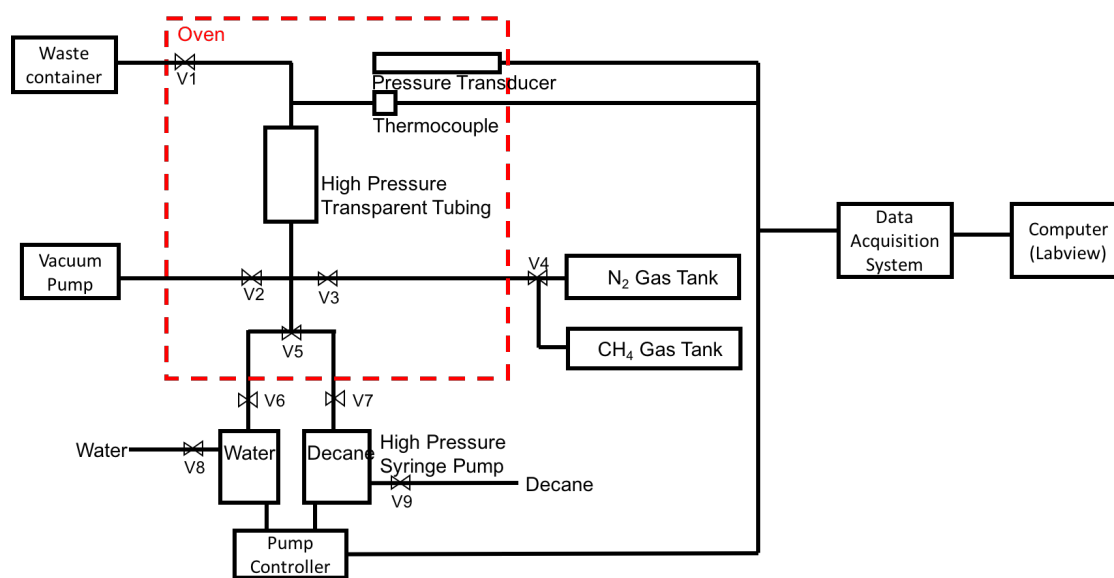 Oven
Waste
container
V1
Pressure Transducer
Thermocouple
High Pressure
Transparent Tubing
Data
Acquisition
System
Computer
(Labview)
Vacuum
Pump
V2
V3
V4
N₂ Gas Tank
CH₄ Gas Tank
V5
V6
V7
Water
V8
Water
Decane
High Pressure
Syringe Pump
V9
Decane
Pump
Controller